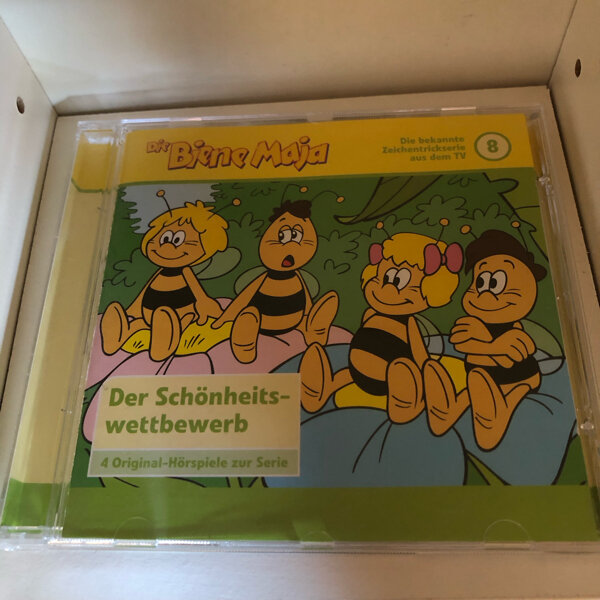 Die Biene Maja
Die bekannte
Zeichentrickserie
aus dem TV
8
Der Schönheits-
wettbewerb
4 Original-Hörspiele zur Serie